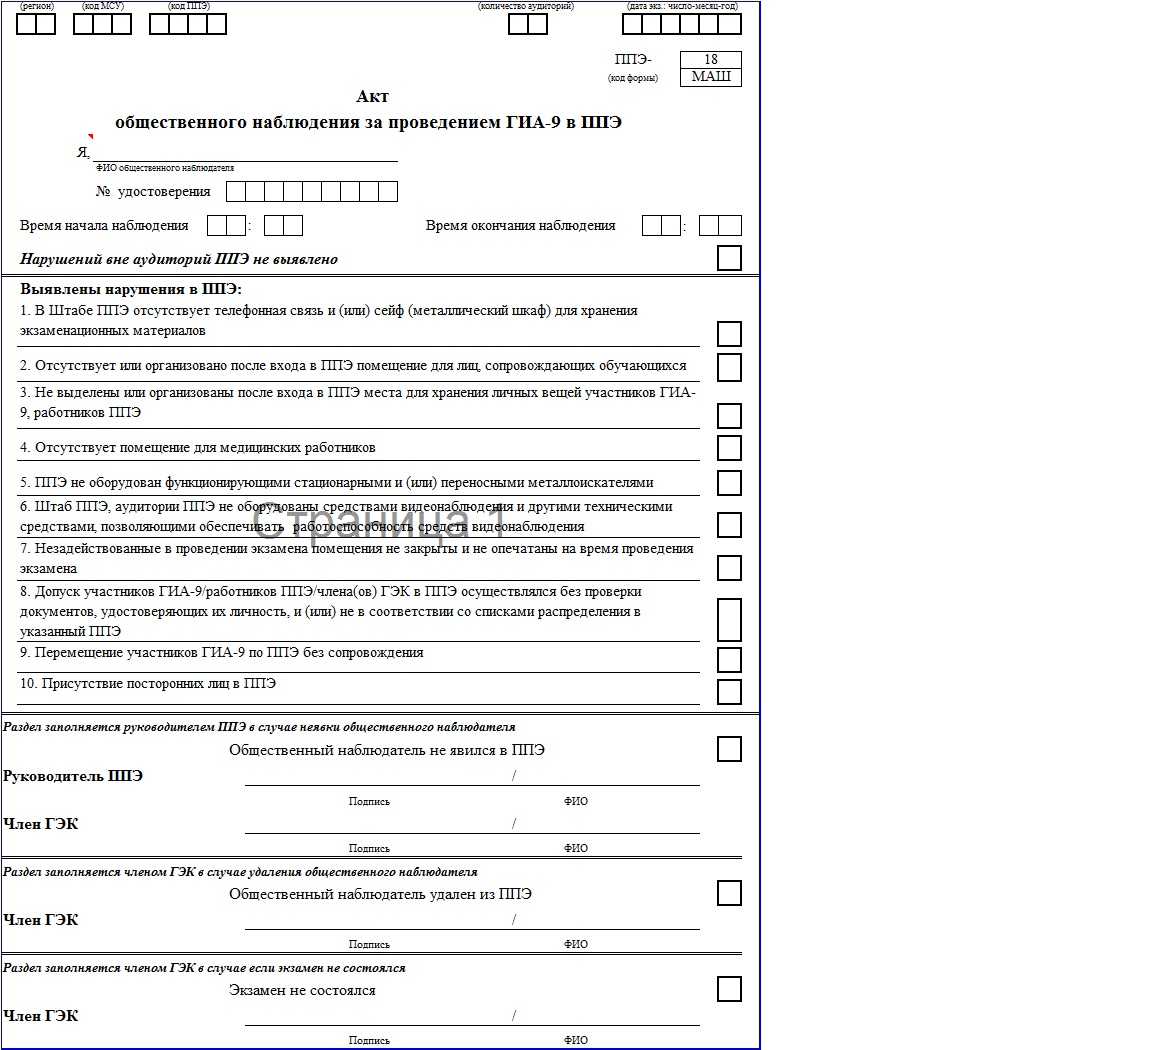 (регион) (код МСУ) (код ППЭ) (количество аудиторий) (дата экз.: число-месяц-год)
ППЭ- 18
(код формы) МАШ
Акт
общественного наблюдения за проведением ГИА-9 в ППЭ
Я,
ФИО общественного наблюдателя
№ удостоверения
Время начала наблюдения : Время окончания наблюдения :
Нарушений вне аудиторий ППЭ не выявлено
Выявлены нарушения в ППЭ:
1. В Штабе ППЭ отсутствует телефонная связь и (или) сейф (металлический шкаф) для хранения
экзаменационных материалов
2. Отсутствует или организовано после входа в ППЭ помещение для лиц, сопровождающих обучающихся
3. Не выделены или организованы после входа в ППЭ места для хранения личных вещей участников ГИА-
9, работников ППЭ
4. Отсутствует помещение для медицинских работников
5. ППЭ не оборудован функционирующими стационарными и (или) переносными металлоискателями
6. Штаб ППЭ, аудитории ППЭ не оборудованы средствами видеонаблюдения и другими техническими
Страница 1
средствами, позволяющими обеспечивать работоспособность средств видеонаблюдения
7. Незадействованные в проведении экзамена помещения не закрыты и не опечатаны на время проведения
экзамена
8. Допуск участников ГИА-9/работников ППЭ/члена(ов) ГЭК в ППЭ осуществлялся без проверки
документов, удостоверяющих их личность, и (или) не в соответствии со списками распределения в
указанный ППЭ
9. Перемещение участников ГИА-9 по ППЭ без сопровождения
10. Присутствие посторонних лиц в ППЭ
Раздел заполняется руководителем ППЭ в случае неявки общественного наблюдателя
Общественный наблюдатель не явился в ППЭ
Руководитель ППЭ /
Подпись ФИО
Член ГЭК /
Подпись ФИО
Раздел заполняется членом ГЭК в случае удаления общественного наблюдателя
Общественный наблюдатель удален из ППЭ
Член ГЭК /
Подпись ФИО
Раздел заполняется членом ГЭК в случае если экзамен не состоялся
Экзамен не состоялся
Член ГЭК /
Подпись ФИО